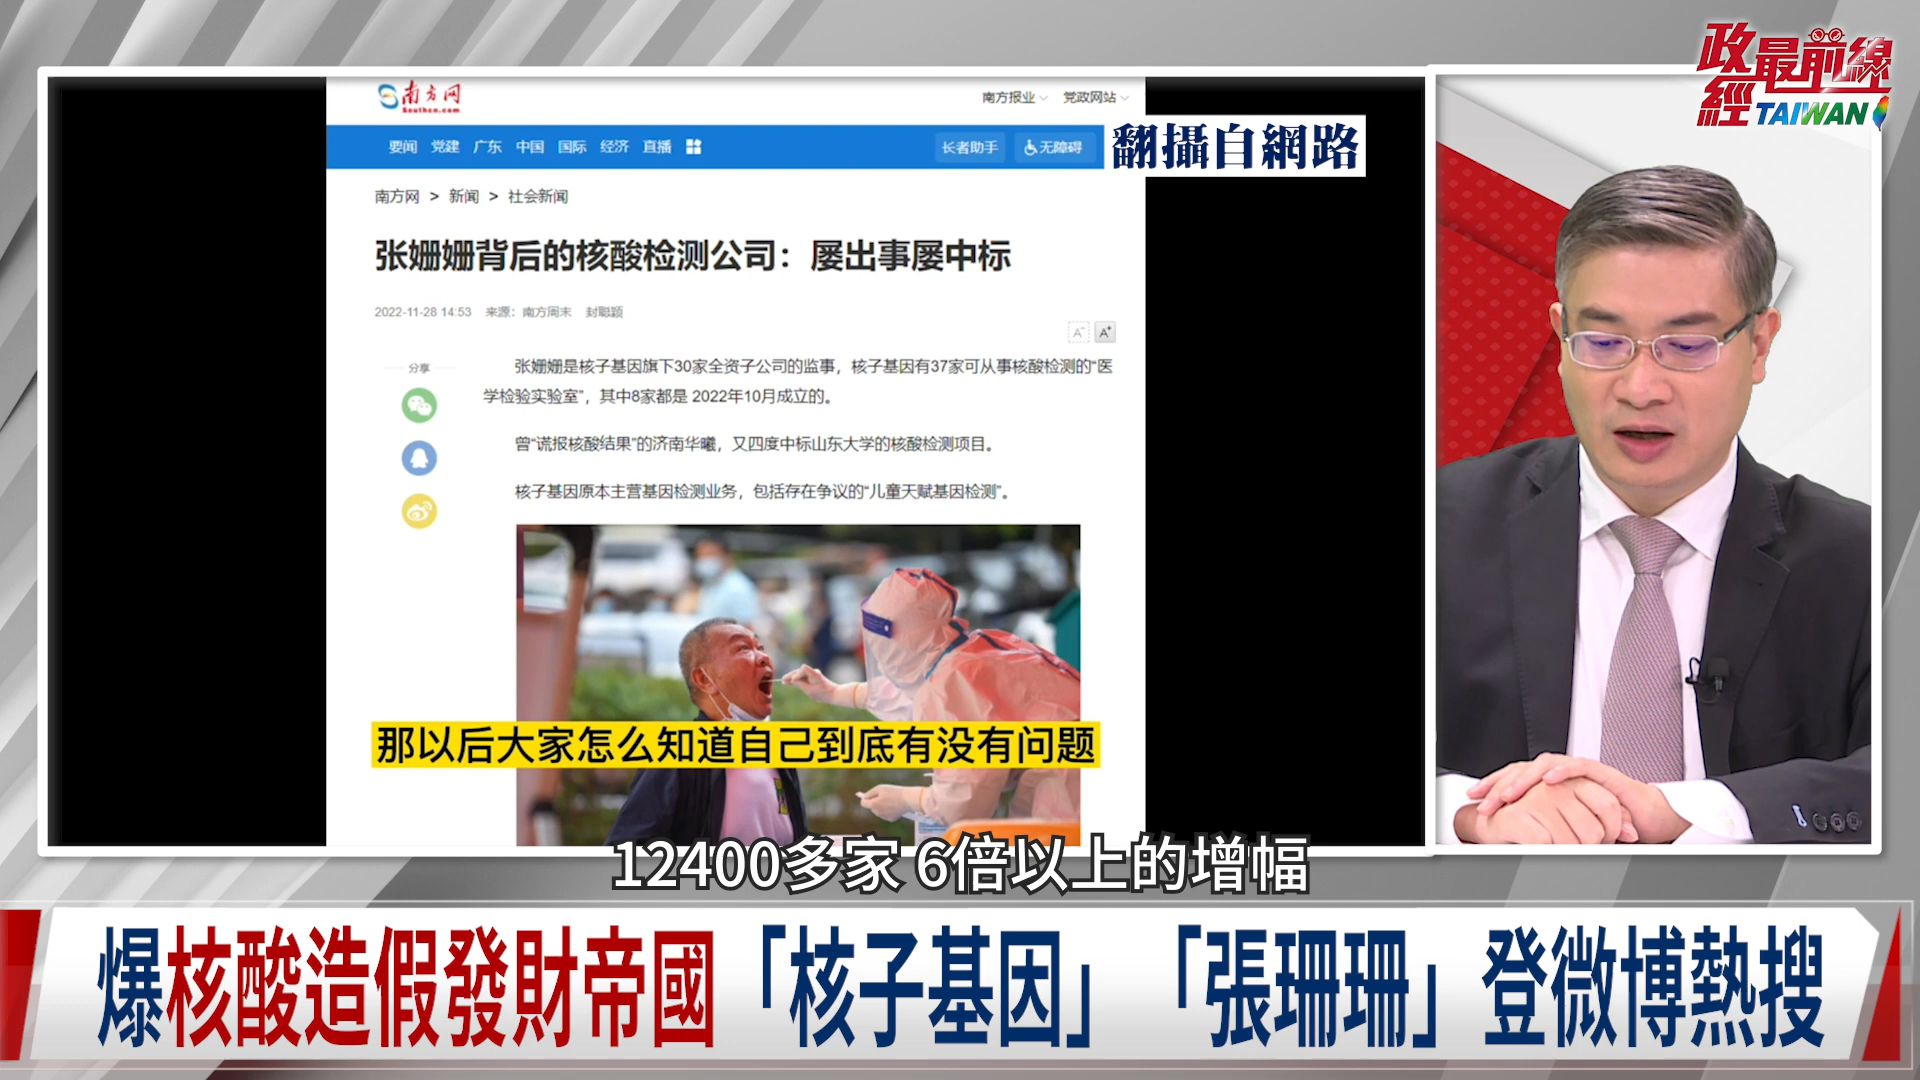 政經最前線
TAIWAN
南方网
Southcn.com
南方报业
党政网站
翻攝自網路
要闻 党建 广东 中国 国际 经济 直播
长者助手
无障碍
南方网 > 新闻 > 社会新闻
张姗姗背后的核酸检测公司：屡出事屡中标
2022-11-28 14:53 来源：南方周末 封聪颖
A- A+
分享
张姗姗是核子基因旗下30家全资子公司的监事，核子基因有37家可从事核酸检测的“医
学检验实验室”，其中8家都是 2022年10月成立的。
曾“谎报核酸结果”的济南华曦，又四度中标山东大学的核酸检测项目。
核子基因原本主营基因检测业务，包括存在争议的“儿童天赋基因检测”。
那以后大家怎么知道自己到底有没有问题
12400多家 6倍以上的增幅
爆核酸造假發財帝國「核子基因」「張珊珊」登微博熱搜